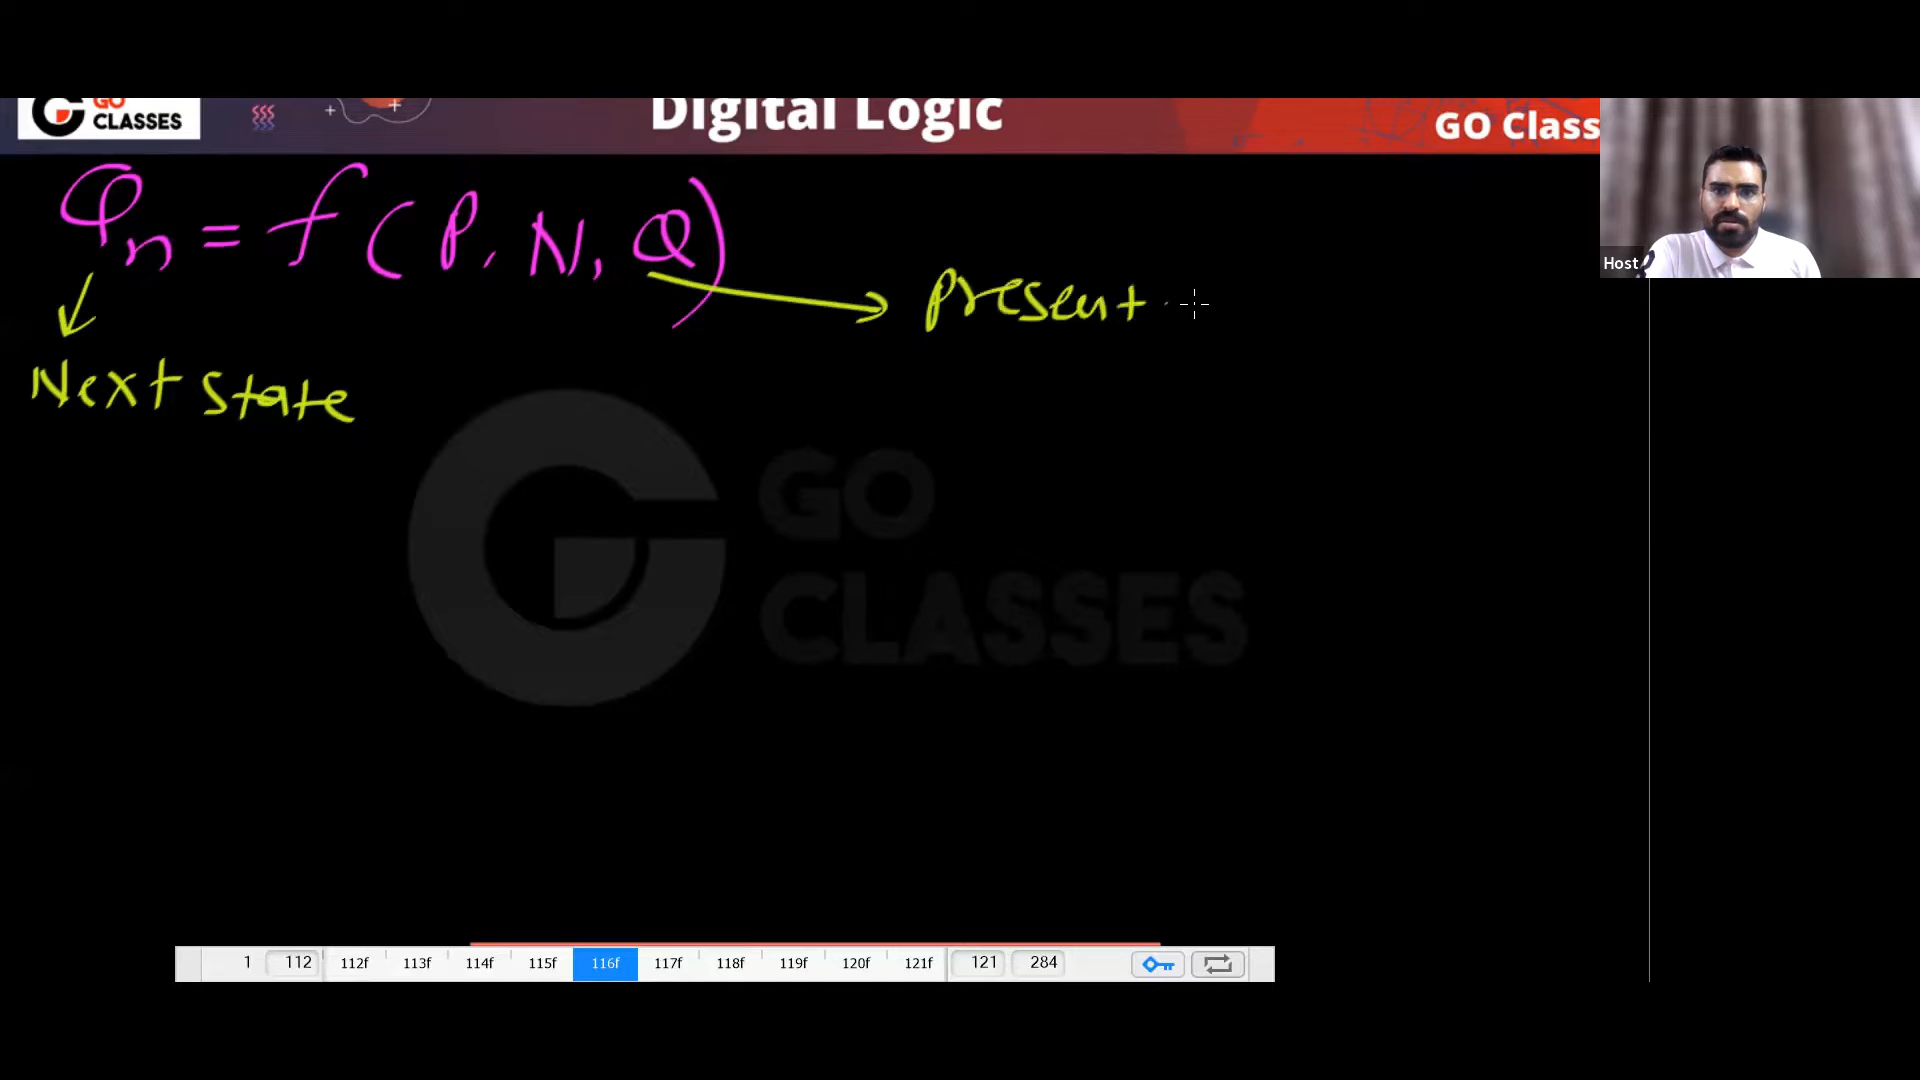 GO
CLASSES
Digital Logic
GO Class
Host
Qn = f(P, N, Q)
Present
Next State
GO
CLASSES
1 112 112f 113f 114f 115f 116f 117f 118f 119f 120f 121f 121 284